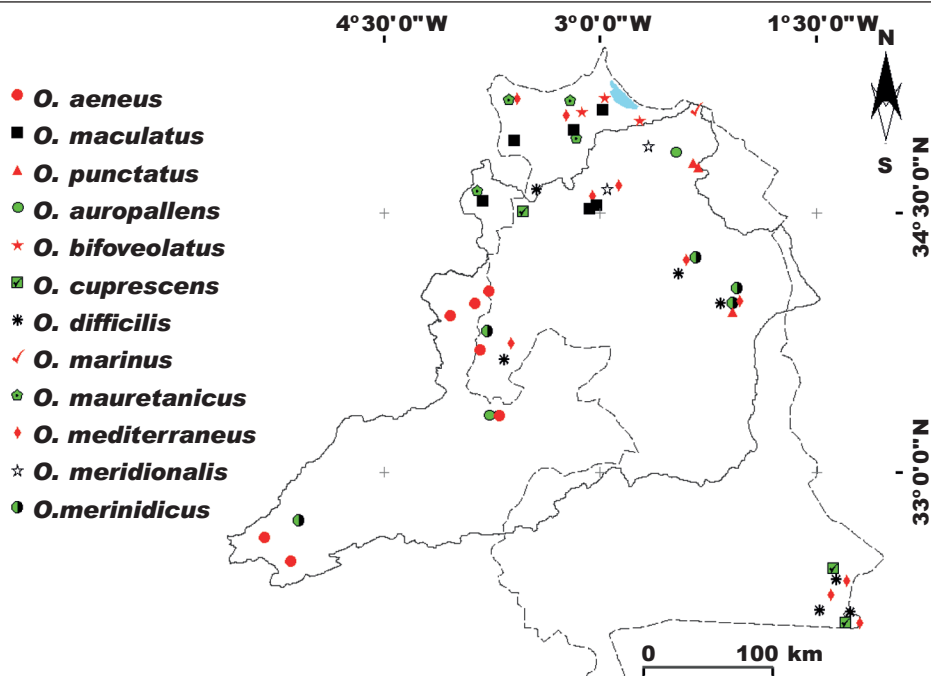 4°30'0"W 3°0'0"W 1°30'0"W
N
S
O. aeneus
O. maculatus
O. punctatus
O. auropallens
O. bifoveolatus
O. cuprescens
O. difficilis
O. marinus
O. mauretanicus
O. mediterraneus
O. meridionalis
O.merinidicus
34°30'0"N
33°0'0"N
0 100 km